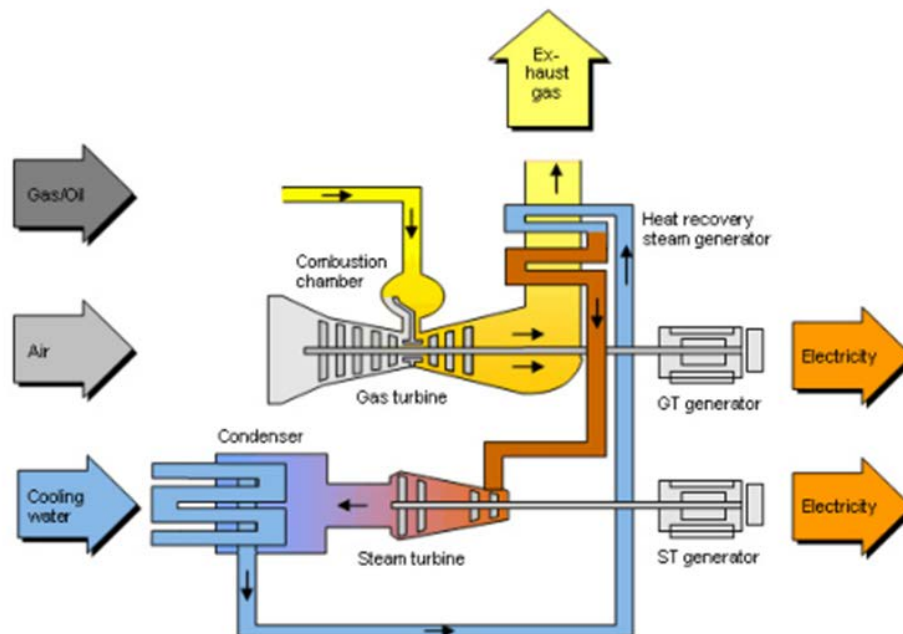 Ex-
haust
gas
Gas/Oil
Heat recovery
steam generator
Combustion
chamber
Air
Electricity
Gas turbine
GT generator
Condenser
Cooling
water
Electricity
Steam turbine
ST generator